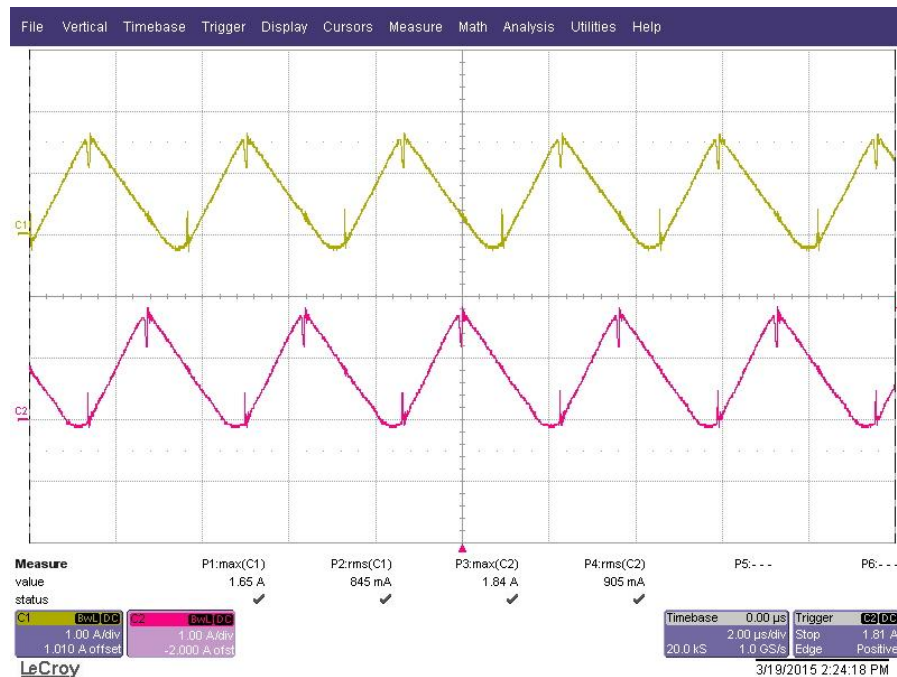 File Vertical Timebase Trigger Display Cursors Measure Math Analysis Utilities Help
C1
C2
Measure P1:max(C1) P2:rms(C1) P3:max(C2) P4:rms(C2) P5:- - - P6:- - -
value 1.65 A 845 mA 1.84 A 905 mA
status ✔ ✔ ✔ ✔
C1 BwL DC C2 BwL DC Timebase 0.00 µs Trigger C2 DC
1.00 A/div 1.00 A/div 2.00 µs/div Stop 1.81 A
1.010 A offset -2.000 A ofst 20.0 kS 1.0 GS/s Edge Positive
LeCroy 3/19/2015 2:24:18 PM